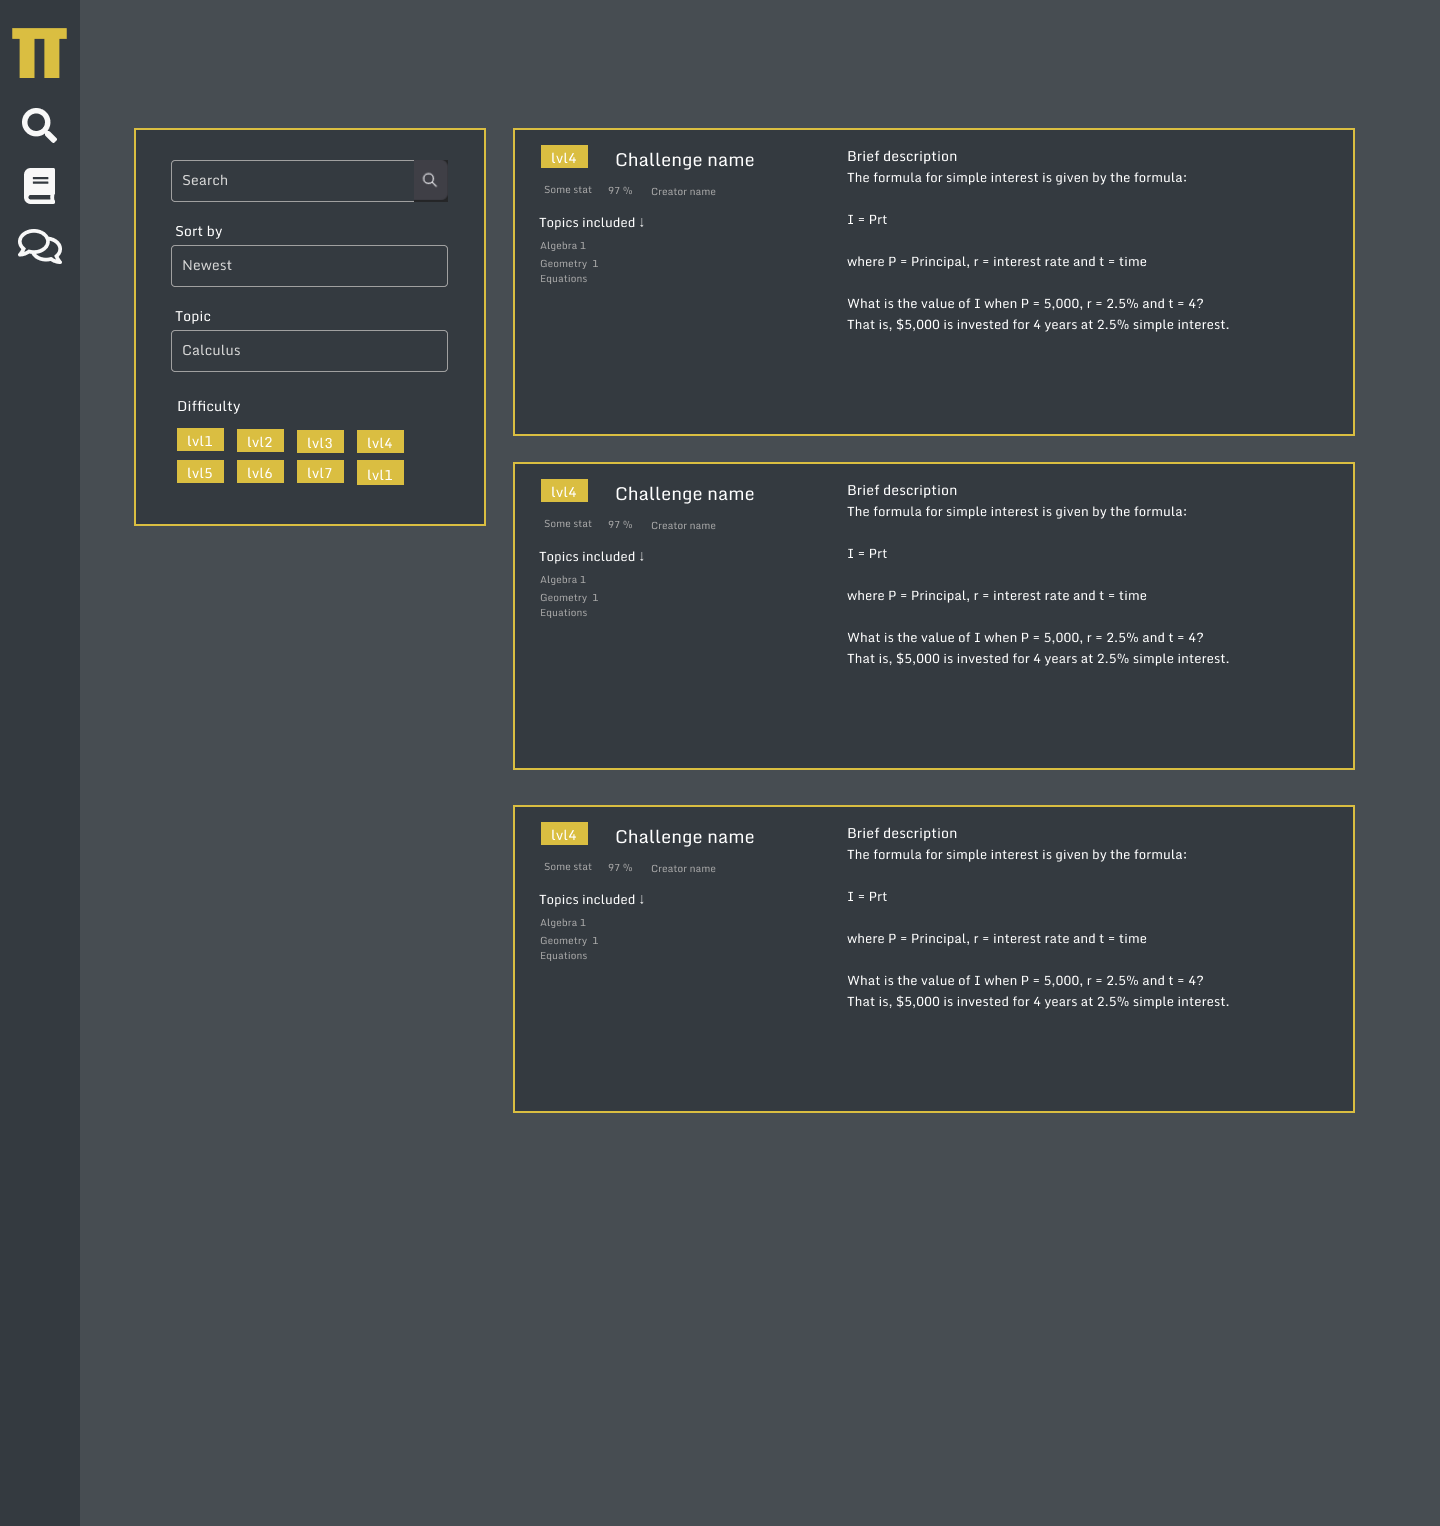 Search
Sort by
Newest
Topic
Calculus
Difficulty
lvl1 lvl2 lvl3 lvl4
lvl5 lvl6 lvl7 lvl1
lvl4 Challenge name
Some stat 97 % Creator name
Topics included ↓
Algebra 1
Geometry 1
Equations
Brief description
The formula for simple interest is given by the formula:
I = Prt
where P = Principal, r = interest rate and t = time
What is the value of I when P = 5,000, r = 2.5% and t = 4?
That is, $5,000 is invested for 4 years at 2.5% simple interest.
lvl4 Challenge name
Some stat 97 % Creator name
Topics included ↓
Algebra 1
Geometry 1
Equations
Brief description
The formula for simple interest is given by the formula:
I = Prt
where P = Principal, r = interest rate and t = time
What is the value of I when P = 5,000, r = 2.5% and t = 4?
That is, $5,000 is invested for 4 years at 2.5% simple interest.
lvl4 Challenge name
Some stat 97 % Creator name
Topics included ↓
Algebra 1
Geometry 1
Equations
Brief description
The formula for simple interest is given by the formula:
I = Prt
where P = Principal, r = interest rate and t = time
What is the value of I when P = 5,000, r = 2.5% and t = 4?
That is, $5,000 is invested for 4 years at 2.5% simple interest.